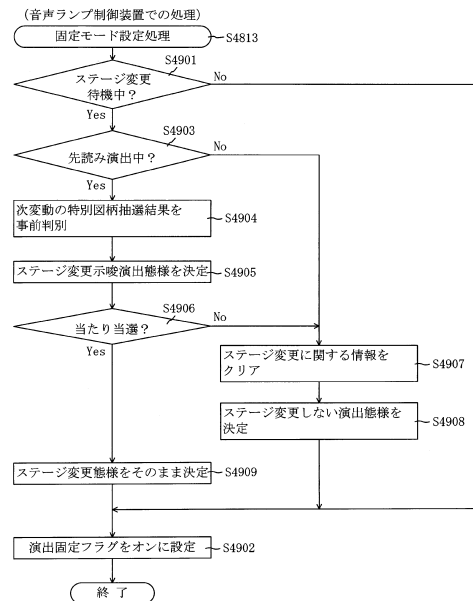 (音声ランプ制御装置での処理)
固定モード設定処理
S4813
S4901
ステージ変更
待機中?
No
Yes
S4903
先読み演出中?
No
Yes
次変動の特別図柄抽選結果を
事前判別
S4904
ステージ変更示唆演出態様を決定
S4905
S4906
当たり当選?
No
Yes
ステージ変更に関する情報を
クリア
S4907
ステージ変更しない演出態様を
決定
S4908
ステージ変更態様をそのまま決定
S4909
演出固定フラグをオンに設定
S4902
終了